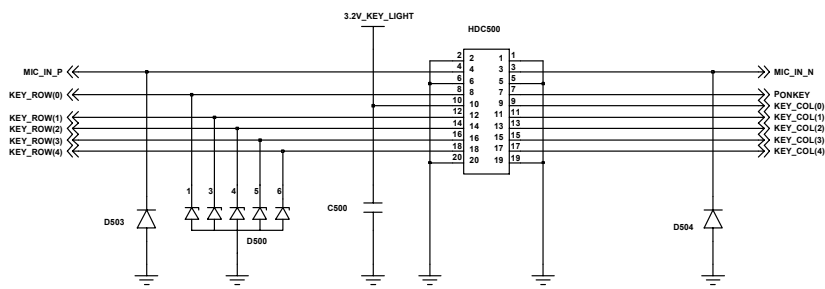 3.2V_KEY_LIGHT
HDC500
2 2 1 1
MIC_IN_P 4 4 3 3 MIC_IN_N
6 6 5 5
KEY_ROW(0) 8 8 7 7 PONKEY
10 10 9 9 KEY_COL(0)
KEY_ROW(1) 12 12 11 11 KEY_COL(1)
KEY_ROW(2) 14 14 13 13 KEY_COL(2)
KEY_ROW(3) 16 16 15 15 KEY_COL(3)
KEY_ROW(4) 18 18 17 17 KEY_COL(4)
20 20 19 19
1 3 4 5 6
D503 D500 C500 D504